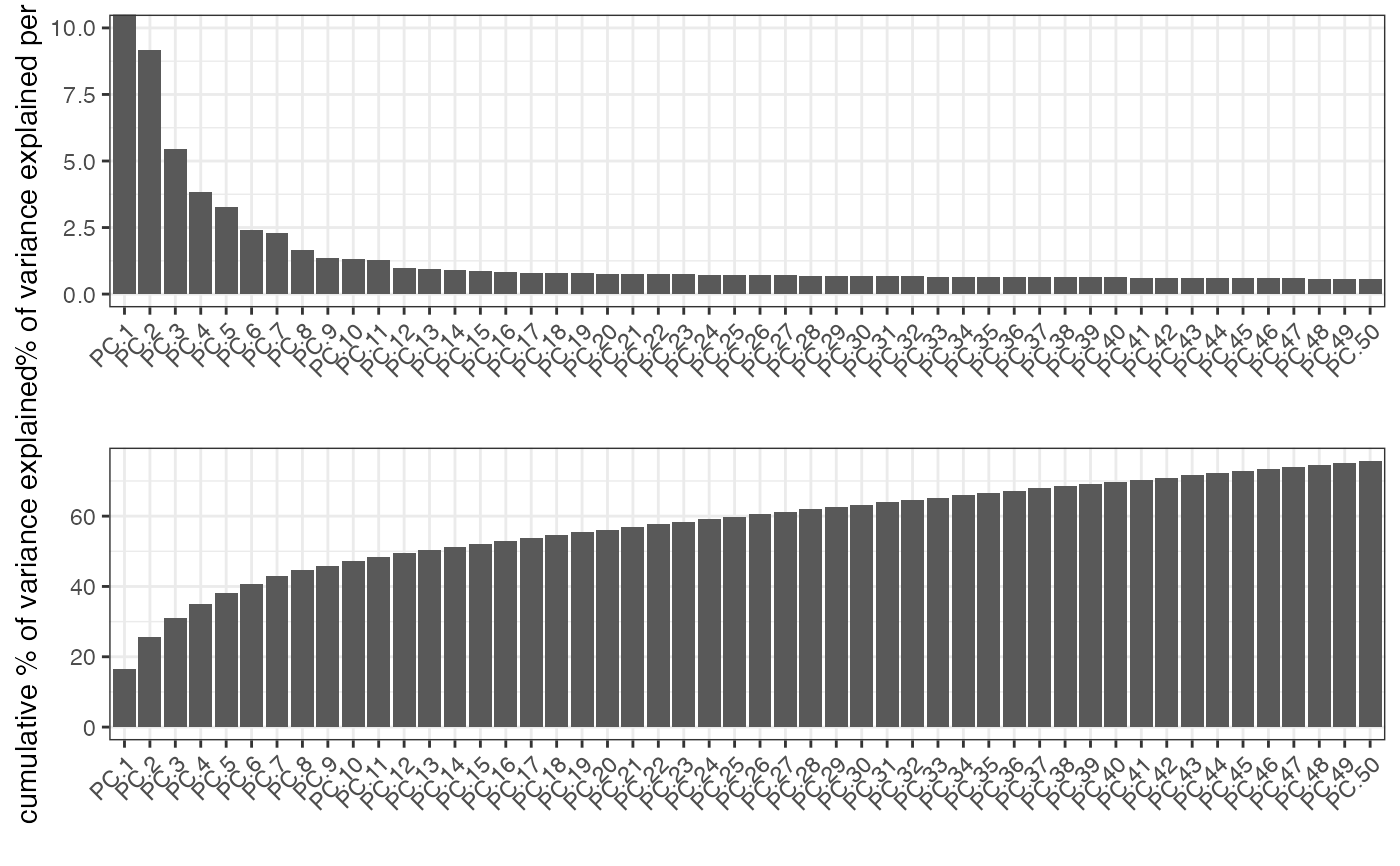 % of variance explained per
10.0
7.5
5.0
2.5
0.0
PC.1 PC.2 PC.3 PC.4 PC.5 PC.6 PC.7 PC.8 PC.9 PC.10 PC.11 PC.12 PC.13 PC.14 PC.15 PC.16 PC.17 PC.18 PC.19 PC.20 PC.21 PC.22 PC.23 PC.24 PC.25 PC.26 PC.27 PC.28 PC.29 PC.30 PC.31 PC.32 PC.33 PC.34 PC.35 PC.36 PC.37 PC.38 PC.39 PC.40 PC.41 PC.42 PC.43 PC.44 PC.45 PC.46 PC.47 PC.48 PC.49 PC.50
cumulative % of variance explained
60
40
20
0
PC.1 PC.2 PC.3 PC.4 PC.5 PC.6 PC.7 PC.8 PC.9 PC.10 PC.11 PC.12 PC.13 PC.14 PC.15 PC.16 PC.17 PC.18 PC.19 PC.20 PC.21 PC.22 PC.23 PC.24 PC.25 PC.26 PC.27 PC.28 PC.29 PC.30 PC.31 PC.32 PC.33 PC.34 PC.35 PC.36 PC.37 PC.38 PC.39 PC.40 PC.41 PC.42 PC.43 PC.44 PC.45 PC.46 PC.47 PC.48 PC.49 PC.50